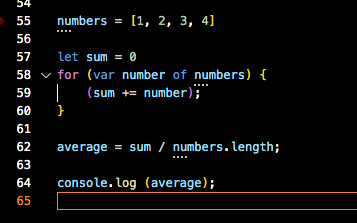 54
55 numbers = [1, 2, 3, 4]
56
57 let sum = 0
58 for (var number of numbers) {
59 (sum += number);
60 }
61
62 average = sum / numbers.length;
63
64 console.log (average);
65